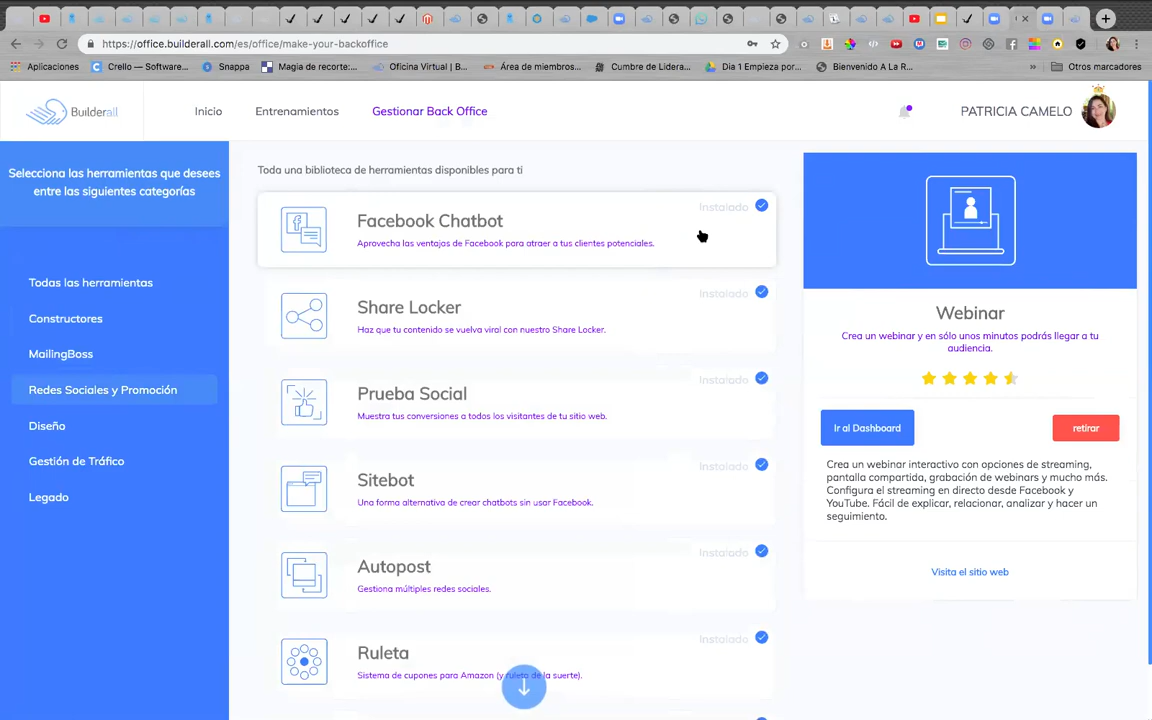 https://office.builderall.com/es/office/make-your-backoffice
Aplicaciones
Crello — Software...
Snappa
Magia de recorte:...
Oficina Virtual | B...
Área de miembros...
Cumbre de Lidera...
Dia 1 Empieza por...
Bienvenido A La R...
»
Otros marcadores
Builderall
Inicio
Entrenamientos
Gestionar Back Office
PATRICIA CAMELO
Selecciona las herramientas que desees
entre las siguientes categorías
Todas las herramientas
Constructores
MailingBoss
Redes Sociales y Promoción
Diseño
Gestión de Tráfico
Legado
Toda una biblioteca de herramientas disponibles para ti
Instalado
Facebook Chatbot
Aprovecha las ventajas de Facebook para atraer a tus clientes potenciales.
Instalado
Share Locker
Haz que tu contenido se vuelva viral con nuestro Share Locker.
Instalado
Prueba Social
Muestra tus conversiones a todos los visitantes de tu sitio web.
Instalado
Sitebot
Una forma alternativa de crear chatbots sin usar Facebook.
Instalado
Autopost
Gestiona múltiples redes sociales.
Instalado
Ruleta
Sistema de cupones para Amazon (y ruleta de la suerte).
Webinar
Crea un webinar y en sólo unos minutos podrás llegar a tu
audiencia.
Ir al Dashboard
retirar
Crea un webinar interactivo con opciones de streaming,
pantalla compartida, grabación de webinars y mucho más.
Configura el streaming en directo desde Facebook y
YouTube. Fácil de explicar, relacionar, analizar y hacer un
seguimiento.
Visita el sitio web